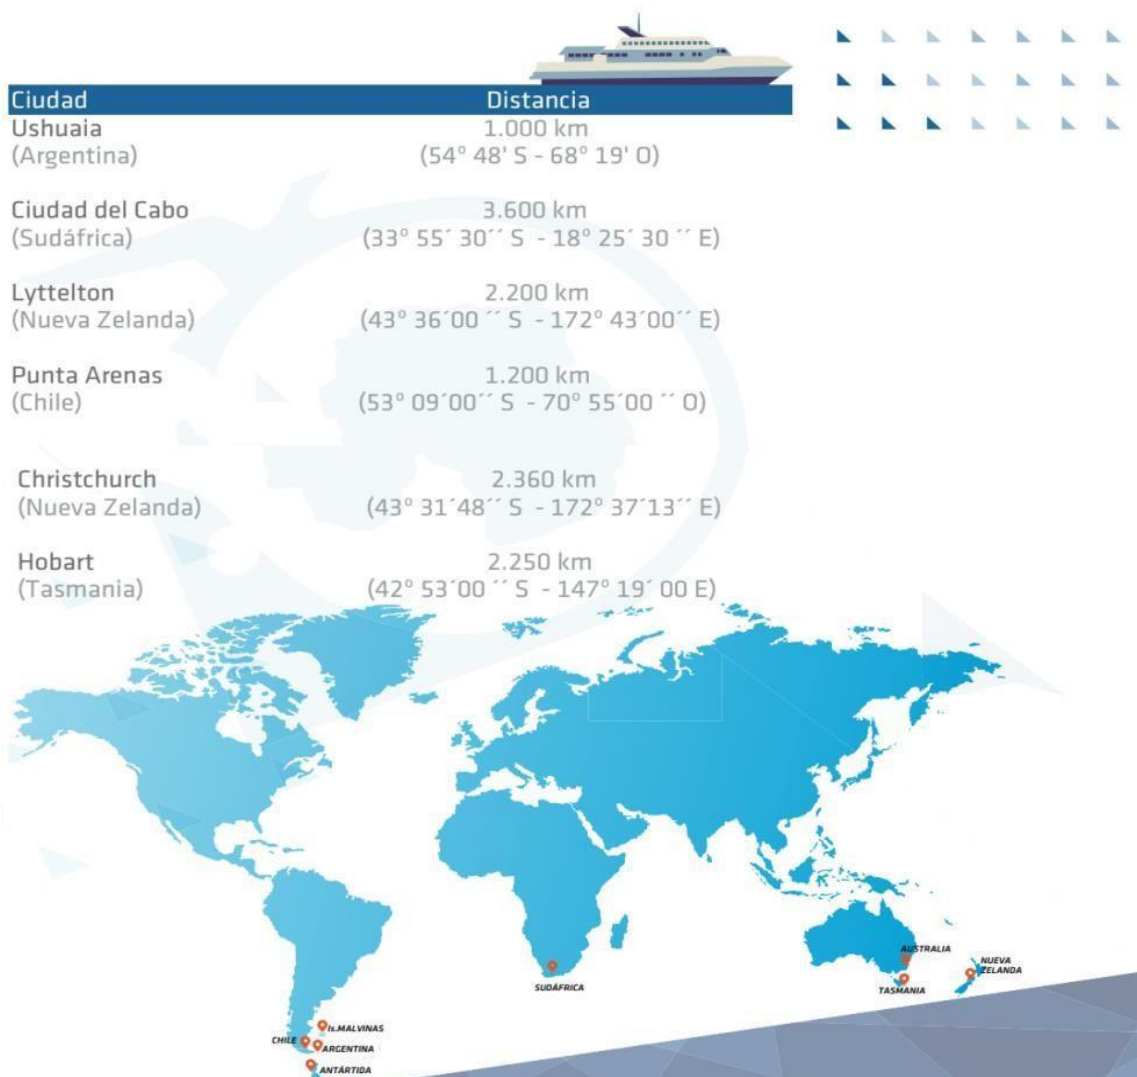 Ciudad Distancia
Ushuaia 1.000 km
(Argentina) (54° 48' S - 68° 19' O)
Ciudad del Cabo 3.600 km
(Sudáfrica) (33° 55´ 30´´ S - 18° 25´ 30 ´´ E)
Lyttelton 2.200 km
(Nueva Zelanda) (43° 36´00 ´´ S - 172° 43´00´´ E)
Punta Arenas 1.200 km
(Chile) (53° 09´00´´ S - 70° 55´00 ´´ O)
Christchurch 2.360 km
(Nueva Zelanda) (43° 31´48´´ S - 172° 37´13´´ E)
Hobart 2.250 km
(Tasmania) (42° 53´00 ´´ S - 147° 19´ 00 E)
AUSTRALIA
NUEVA
ZELANDA
SUDÁFRICA
TASMANIA
Is.MALVINAS
CHILE
ARGENTINA
ANTÁRTIDA